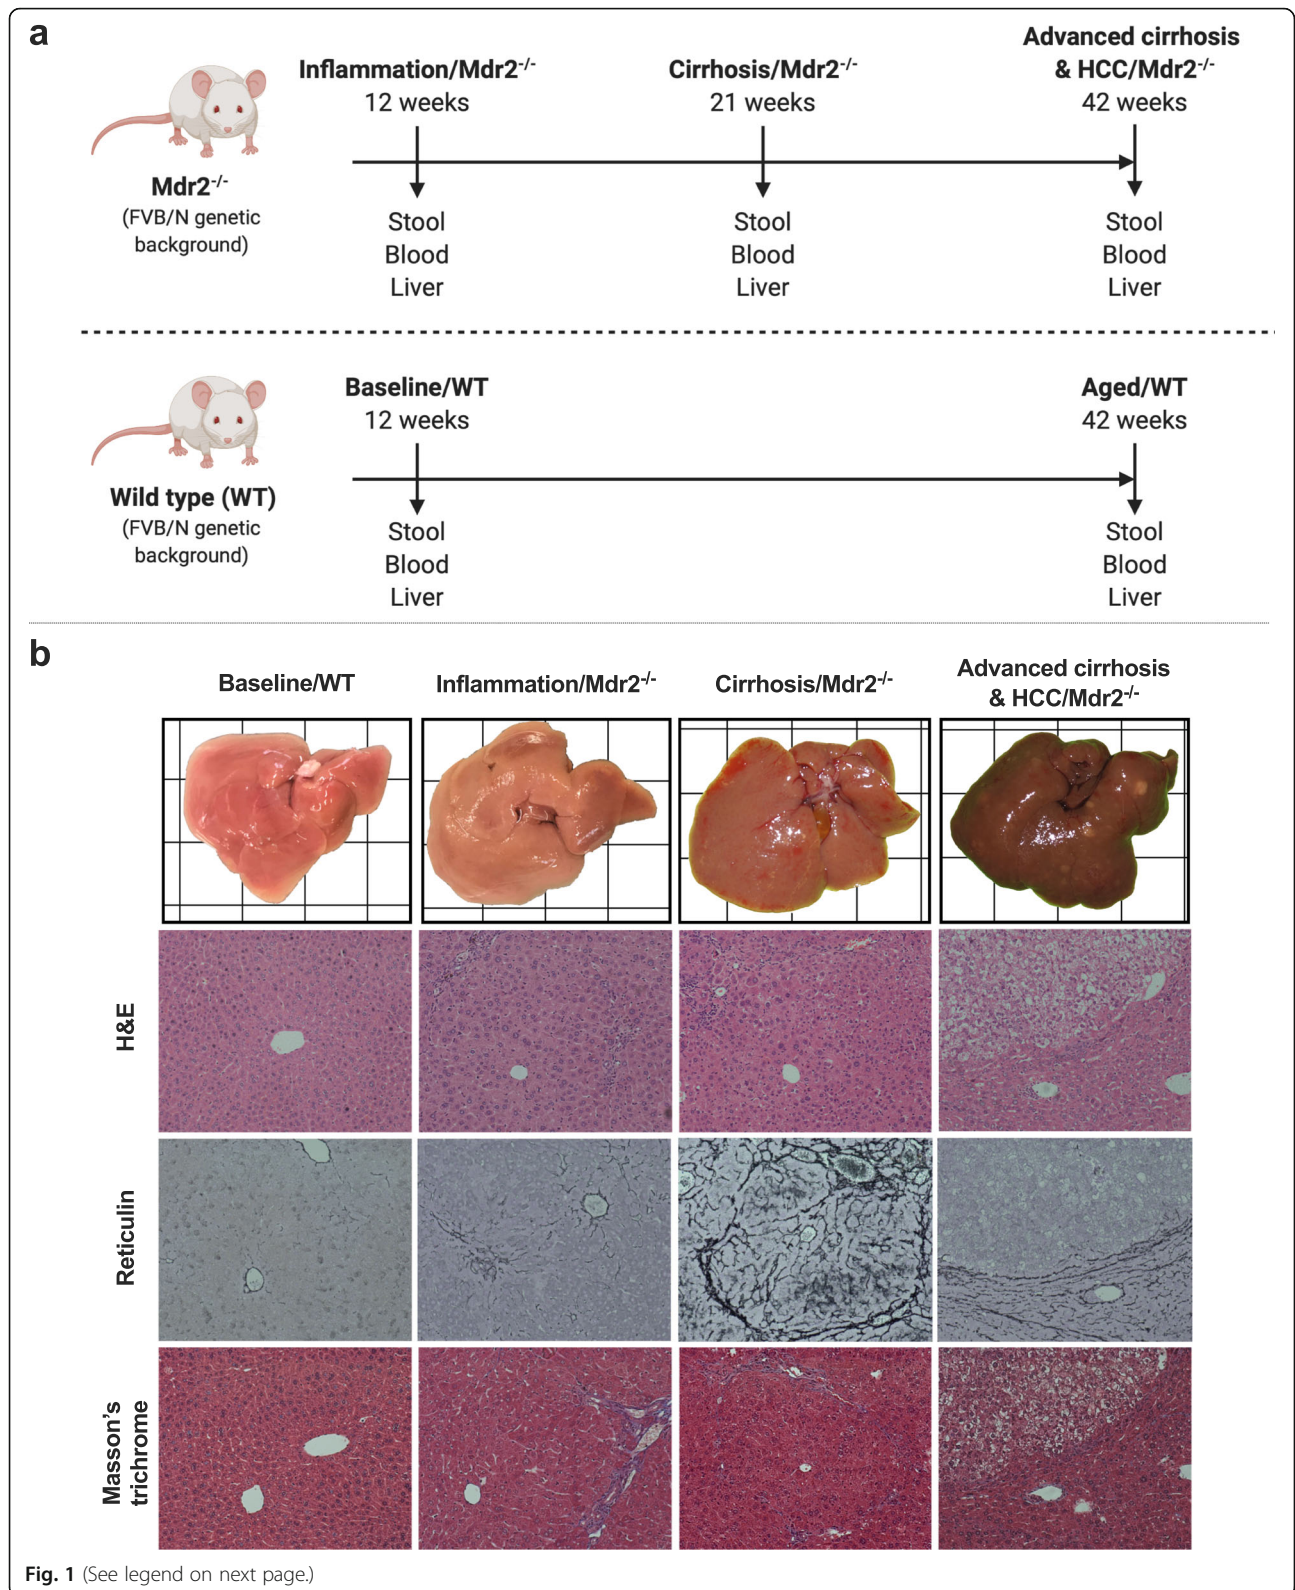 a
Inflammation/Mdr2-/-
12 weeks
Cirrhosis/Mdr2-/-
21 weeks
Advanced cirrhosis
& HCC/Mdr2-/-
42 weeks
Mdr2-/-
(FVB/N genetic
background)
Stool
Blood
Liver
Stool
Blood
Liver
Stool
Blood
Liver
Baseline/WT
12 weeks
Aged/WT
42 weeks
Wild type (WT)
(FVB/N genetic
background)
Stool
Blood
Liver
Stool
Blood
Liver
b
Baseline/WT
Inflammation/Mdr2-/-
Cirrhosis/Mdr2-/-
Advanced cirrhosis
& HCC/Mdr2-/-
H&E
Reticulin
Masson's
trichrome
Fig. 1 (See legend on next page.)